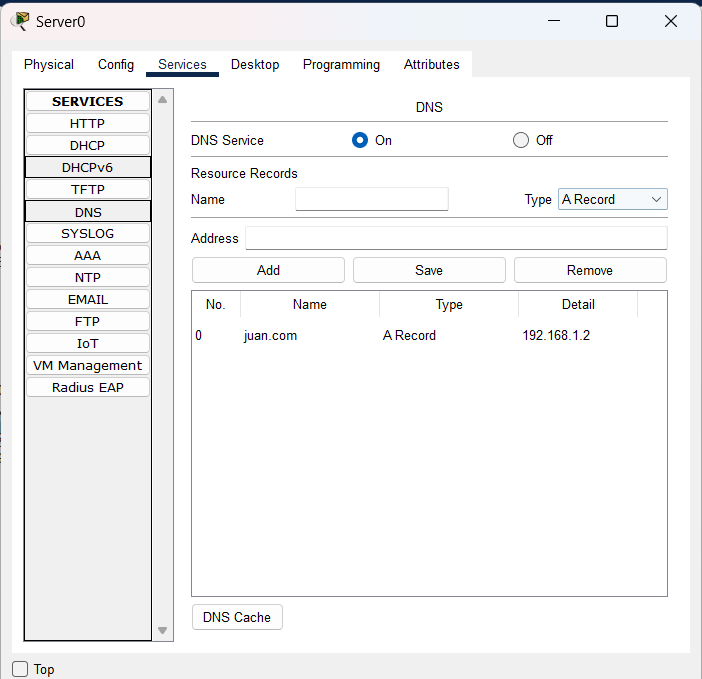 Server0
Physical Config Services Desktop Programming Attributes
SERVICES
HTTP
DHCP
DHCPv6
TFTP
DNS
SYSLOG
AAA
NTP
EMAIL
FTP
IoT
VM Management
Radius EAP
DNS
DNS Service On Off
Resource Records
Name Type A Record
Address
Add Save Remove
No. Name Type Detail
0 juan.com A Record 192.168.1.2
DNS Cache
Top